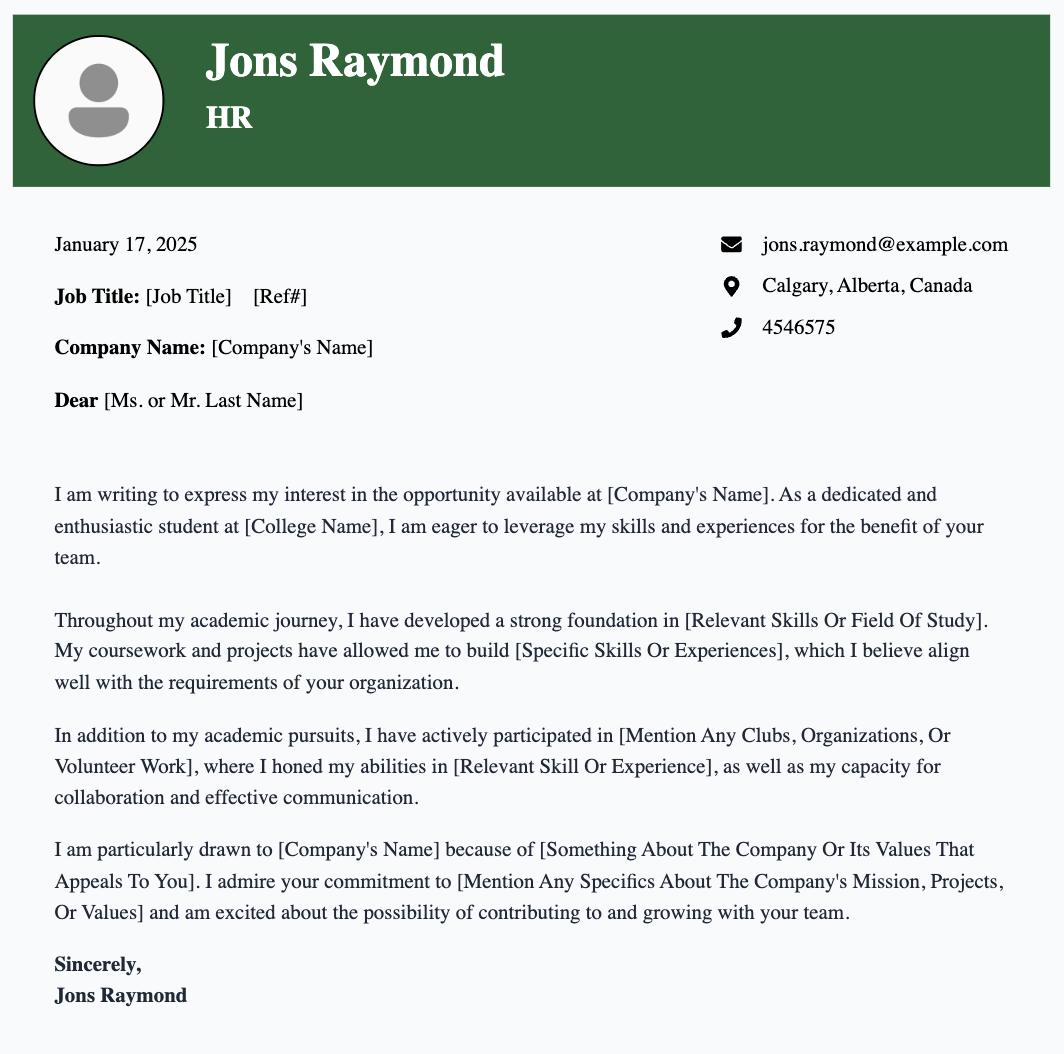 Jons Raymond
HR
January 17, 2025
Job Title: [Job Title] [Ref#]
Company Name: [Company's Name]
Dear [Ms. or Mr. Last Name]
jons.raymond@example.com
Calgary, Alberta, Canada
4546575
I am writing to express my interest in the opportunity available at [Company's Name]. As a dedicated and
enthusiastic student at [College Name], I am eager to leverage my skills and experiences for the benefit of your
team.
Throughout my academic journey, I have developed a strong foundation in [Relevant Skills Or Field Of Study].
My coursework and projects have allowed me to build [Specific Skills Or Experiences], which I believe align
well with the requirements of your organization.
In addition to my academic pursuits, I have actively participated in [Mention Any Clubs, Organizations, Or
Volunteer Work], where I honed my abilities in [Relevant Skill Or Experience], as well as my capacity for
collaboration and effective communication.
I am particularly drawn to [Company's Name] because of [Something About The Company Or Its Values That
Appeals To You]. I admire your commitment to [Mention Any Specifics About The Company's Mission, Projects,
Or Values] and am excited about the possibility of contributing to and growing with your team.
Sincerely,
Jons Raymond